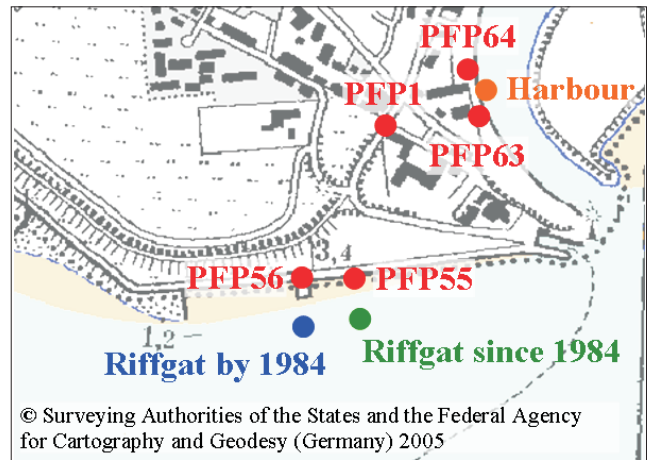 PFP64
Harbour
PFP1
PFP63
3,4
PFP56
PFP55
1,2
Riffgat by 1984
Riffgat since 1984
© Surveying Authorities of the States and the Federal Agency
for Cartography and Geodesy (Germany) 2005